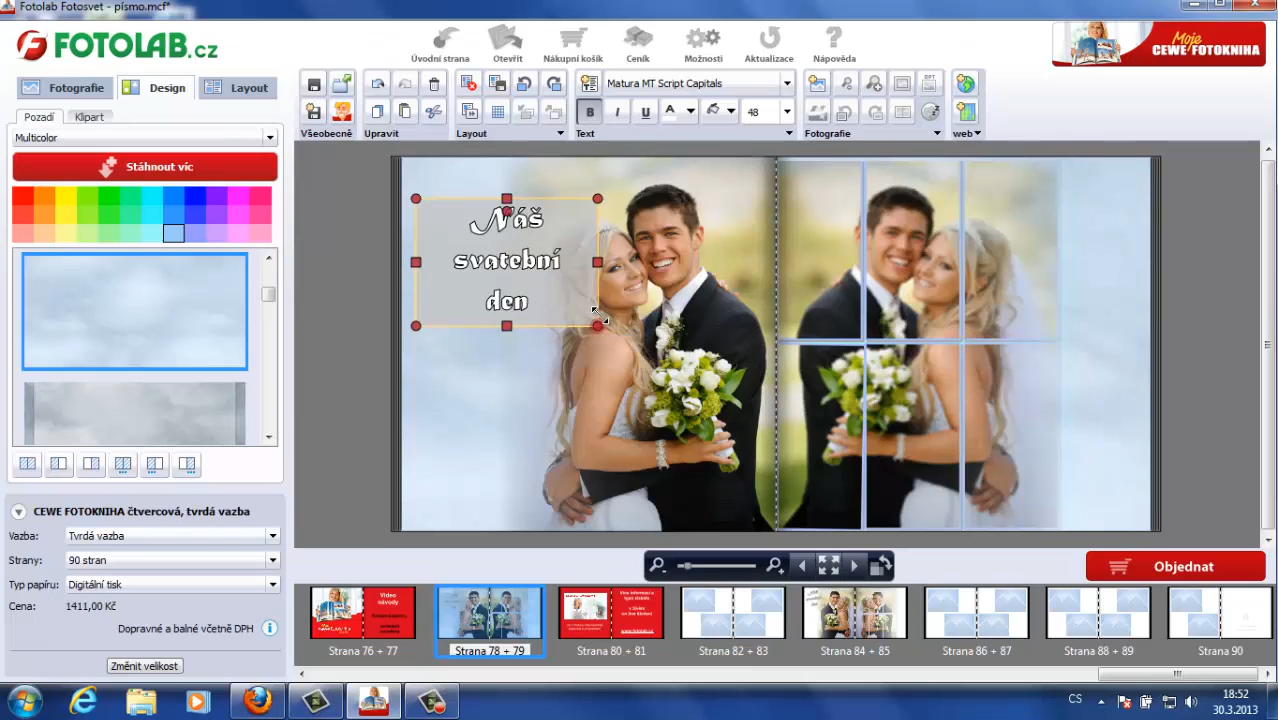 Fotolab Fotosvet - písmo.mcf*
FOTOLAB.cz
Úvodní strana
Otevřít
Nákupní košík
Ceník
Možnosti
Aktualizace
Nápověda
Moje
CEWE FOTOKNIHA
Fotografie
Design
Layout
Matura MT Script Capitals
B
I
U
A
48
Všeobecně
Upravit
Layout
Text
Fotografie
web
Pozadí
Klipart
Multicolor
Stáhnout víc
Náš
svatební
den
CEWE FOTOKNIHA čtvercová, tvrdá vazba
Vazba:
Tvrdá vazba
Strany:
90 stran
Typ papíru:
Digitální tisk
Cena:
1411,00 Kč
Dopravné a balné včetně DPH
Změnit velikost
Objednat
Video
návody
Strana 76 + 77
Strana 78 + 79
Strana 80 + 81
Strana 82 + 83
Strana 84 + 85
Strana 86 + 87
Strana 88 + 89
Strana 90
CS
18:52
30.3.2013